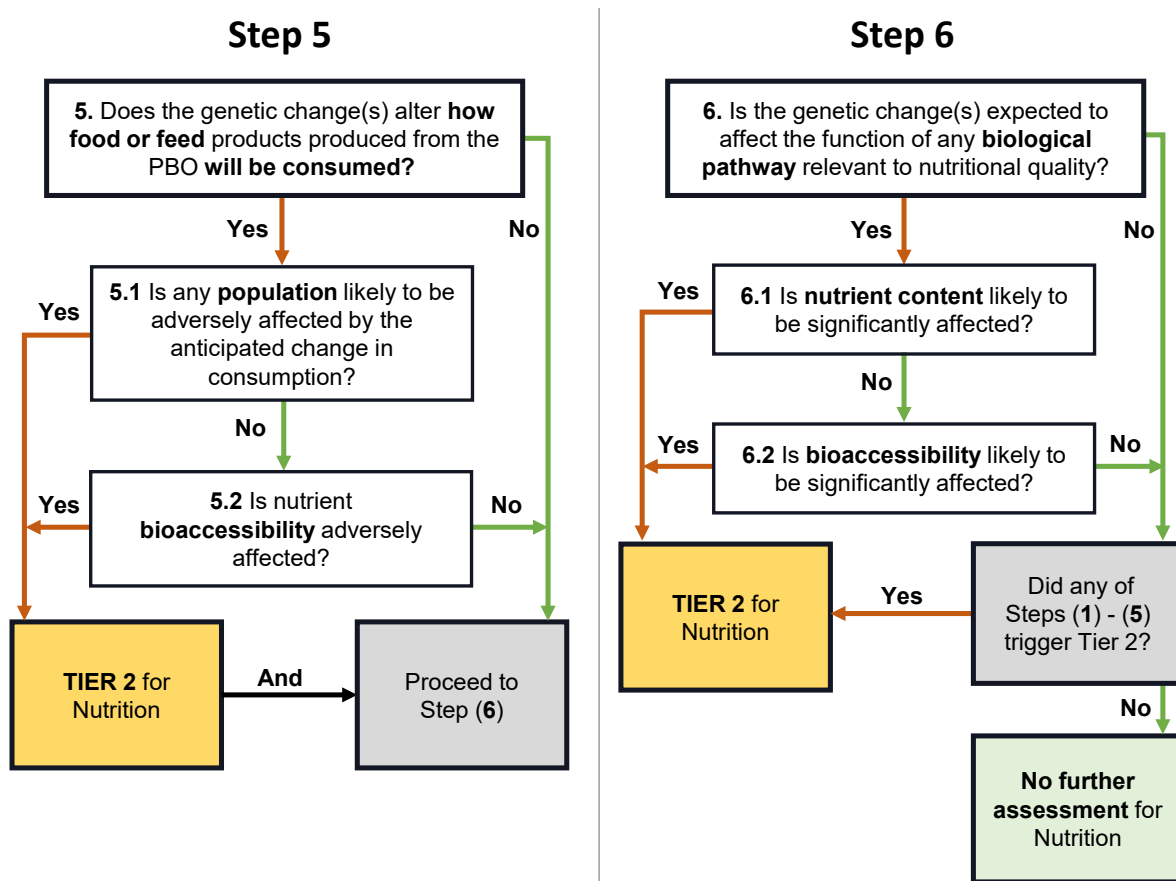 Step 5
5. Does the genetic change(s) alter how
food or feed products produced from the
PBO will be consumed?
Yes
No
5.1 Is any population likely to be
adversely affected by the
anticipated change in
consumption?
Yes
No
5.2 Is nutrient
bioaccessibility adversely
affected?
Yes
No
TIER 2 for
Nutrition
And
Proceed to
Step (6)
Step 6
6. Is the genetic change(s) expected to
affect the function of any biological
pathway relevant to nutritional quality?
Yes
No
6.1 Is nutrient content likely to
be significantly affected?
Yes
No
6.2 Is bioaccessibility likely to
be significantly affected?
Yes
No
TIER 2 for
Nutrition
Yes
Did any of
Steps (1) - (5)
trigger Tier 2?
No
No further
assessment for
Nutrition